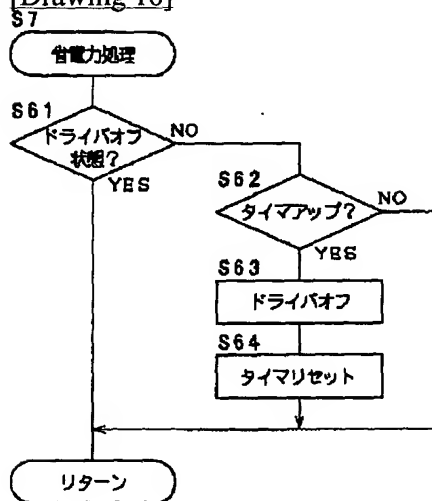 [Drawing 16]
S7
省電力処理
S61
ドライバオフ
状態?
NO
YES
S62
タイマアップ?
NO
YES
S63
ドライバオフ
S64
タイマリセット
リターン